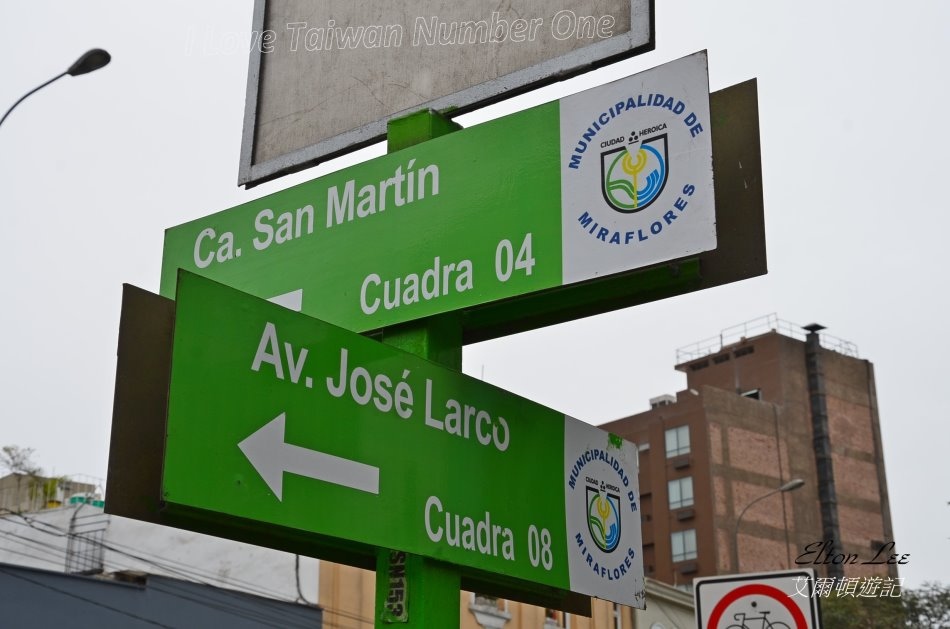 I Love Taiwan Number One
Ca. San Martín
Cuadra 04
MUNICIPALIDAD DE
CIUDAD HEROICA
MIRAFLORES
Av. José Larco
Cuadra 08
MUNICIPALIDAD DE
CIUDAD HEROICA
MIRAFLORES
SM153
Elton Lee
艾爾頓遊記